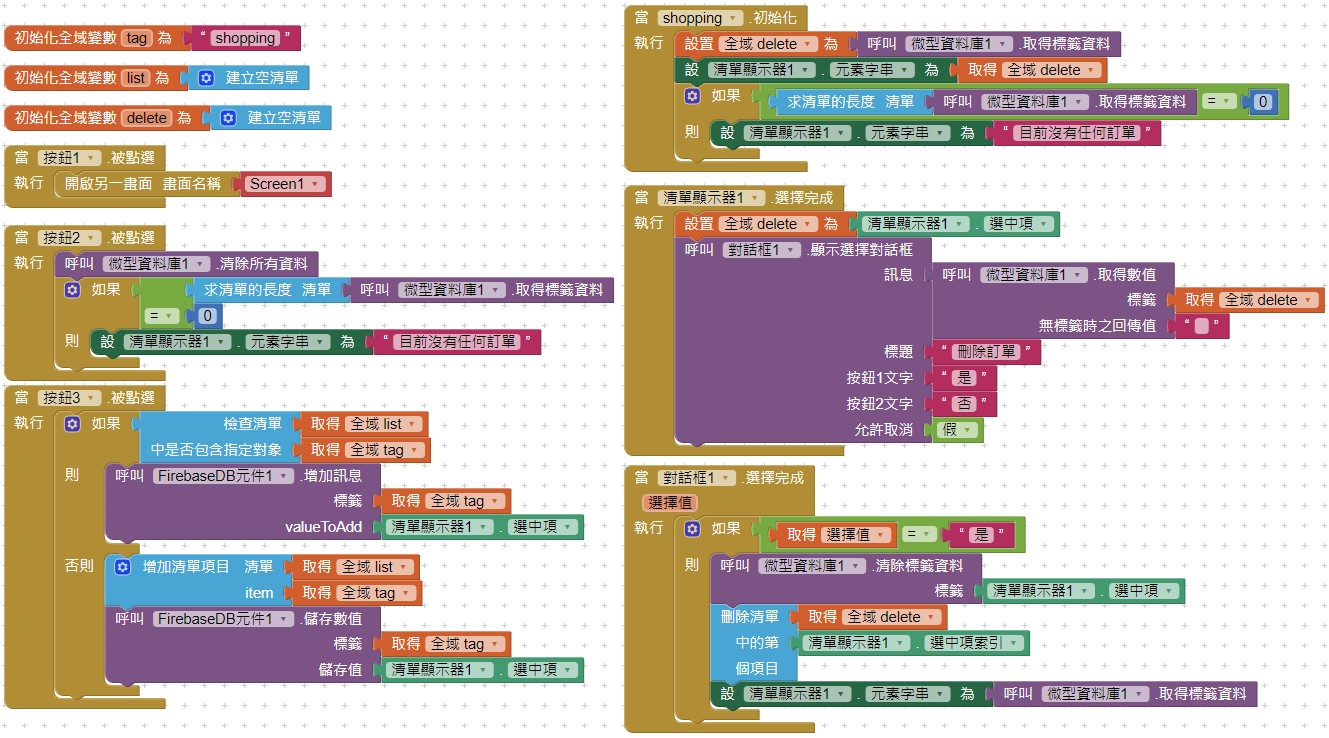 初始化全域變數 tag 為 “ shopping ”
初始化全域變數 list 為 建立空清單
初始化全域變數 delete 為 建立空清單
當 按鈕1 .被點選
執行 開啟另一畫面 畫面名稱 Screen1
當 按鈕2 .被點選
執行 呼叫 微型資料庫1 .清除所有資料
如果 求清單的長度 清單 呼叫 微型資料庫1 .取得標籤資料
= 0
則 設 清單顯示器1 . 元素字串 為 “ 目前沒有任何訂單 ”
當 按鈕3 .被點選
執行 如果 檢查清單 取得 全域 list
中是否包含指定對象 取得 全域 tag
則 呼叫 FirebaseDB元件1 .增加訊息
標籤 取得 全域 tag
valueToAdd 清單顯示器1 . 選中項
否則 增加清單項目 清單 取得 全域 list
item 取得 全域 tag
呼叫 FirebaseDB元件1 .儲存數值
標籤 取得 全域 tag
儲存值 清單顯示器1 . 選中項
當 shopping .初始化
執行 設置 全域 delete 為 呼叫 微型資料庫1 .取得標籤資料
設 清單顯示器1 . 元素字串 為 取得 全域 delete
如果 求清單的長度 清單 呼叫 微型資料庫1 .取得標籤資料 = 0
則 設 清單顯示器1 . 元素字串 為 “ 目前沒有任何訂單 ”
當 清單顯示器1 .選擇完成
執行 設置 全域 delete 為 清單顯示器1 . 選中項
呼叫 對話框1 .顯示選擇對話框
訊息 呼叫 微型資料庫1 .取得數值
標籤 取得 全域 delete
無標籤時之回傳值 “ ”
標題 “ 刪除訂單 ”
按鈕1文字 “ 是 ”
按鈕2文字 “ 否 ”
允許取消 假
當 對話框1 .選擇完成
選擇值
執行 如果 取得 選擇值 = “ 是 ”
則 呼叫 微型資料庫1 .清除標籤資料
標籤 清單顯示器1 . 選中項
刪除清單 取得 全域 delete
中的第 清單顯示器1 . 選中項索引
個項目
設 清單顯示器1 . 元素字串 為 呼叫 微型資料庫1 .取得標籤資料